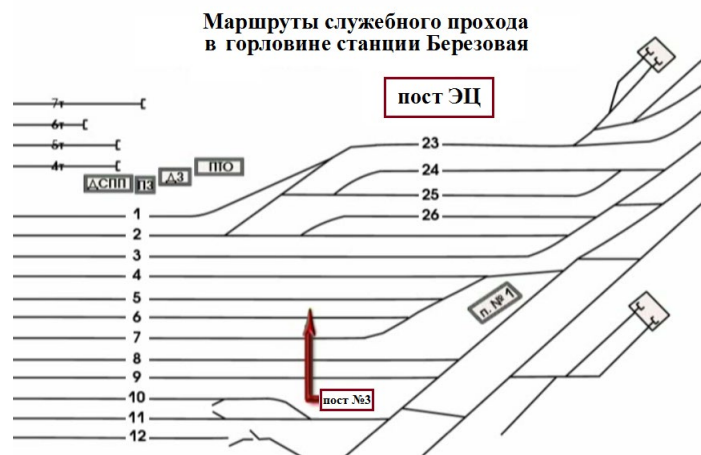 Маршруты служебного прохода
в горловине станции Березовая
пост ЭЦ
7т
6т
5т
4т
ПТО
ДЗ
ПЗ
ДСПП
23
24
25
26
1
2
3
4
5
6
7
8
9
10
11
12
п. № 1
пост №3